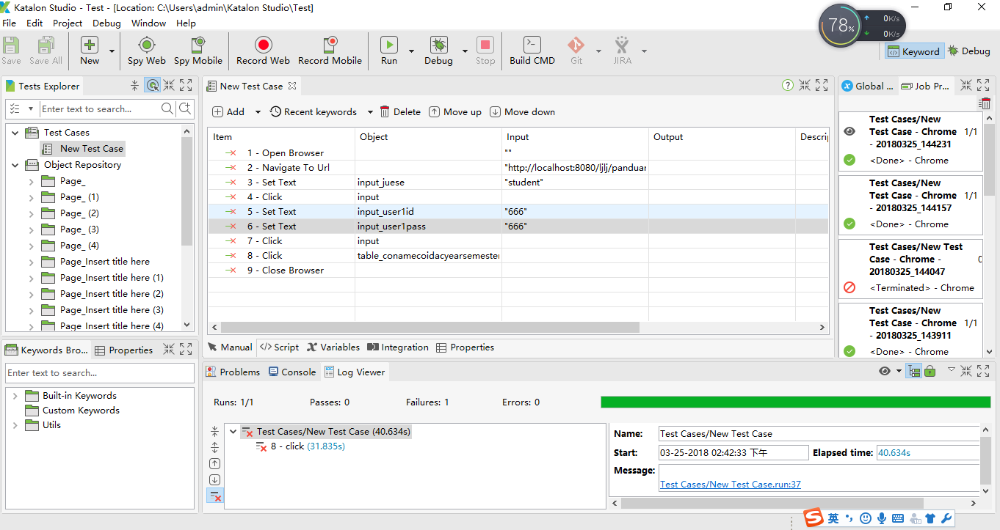 Katalon Studio - Test - [Location: C:\Users\admin\Katalon Studio\Test]
File Edit Project Debug Window Help
78%
0K/s
0K/s
Save Save All New Spy Web Spy Mobile Record Web Record Mobile Run Debug Stop Build CMD Git JIRA
Keyword Debug
Tests Explorer
Enter text to search...
Test Cases
New Test Case
Object Repository
Page_
Page_ (1)
Page_ (2)
Page_ (3)
Page_ (4)
Page_Insert title here
Page_Insert title here (1)
Page_Insert title here (2)
Page_Insert title here (3)
Page_Insert title here (4)
Keywords Bro... Properties
Enter text to search...
Built-in Keywords
Custom Keywords
Utils
New Test Case
Add Recent keywords Delete Move up Move down
Item Object Input Output Descrip
1 - Open Browser ""
2 - Navigate To Url "http://localhost:8080/ljlj/panduan
3 - Set Text input_juese "student"
4 - Click input
5 - Set Text input_user1id "666"
6 - Set Text input_user1pass "666"
7 - Click input
8 - Click table_conamecoidacyearsemester
9 - Close Browser
Manual Script Variables Integration Properties
Problems Console Log Viewer
Runs: 1/1 Passes: 0 Failures: 1 Errors: 0
Test Cases/New Test Case (40.634s)
8 - click (31.835s)
Name: Test Cases/New Test Case
Start: 03-25-2018 02:42:33 下午 Elapsed time: 40.634s
Message:
Test Cases/New Test Case.run:37
Global ... Job Pr...
Test Cases/New
Test Case - Chrome 1/1
- 20180325_144231
<Done> - Chrome
Test Cases/New
Test Case - Chrome 1/1
- 20180325_144157
<Done> - Chrome
Test Cases/New Test
Case - Chrome - 0
20180325_144047
<Terminated> - Chrome
Test Cases/New
Test Case - Chrome 1/1
- 20180325_143911
<Done> - Chrome
S 英